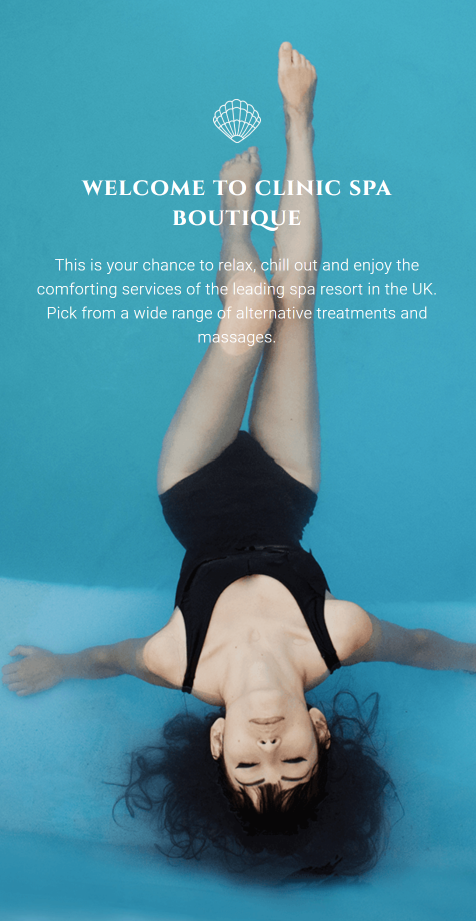 WELCOME TO CLINIC SPA
BOUTIQUE
This is your chance to relax, chill out and enjoy the
comforting services of the leading spa resort in the UK.
Pick from a wide range of alternative treatments and
massages.